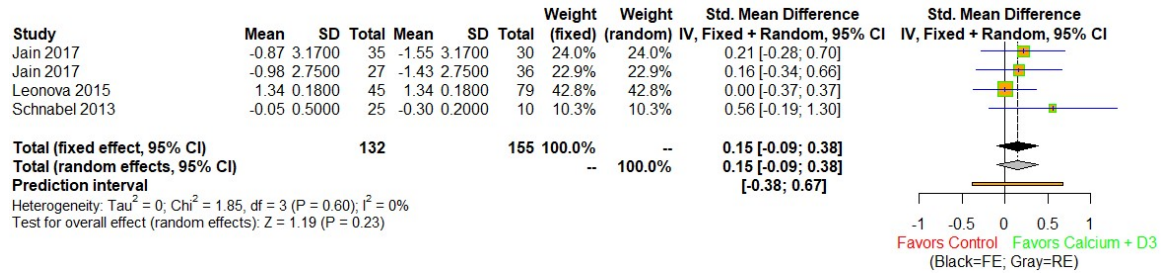 Weight Weight Std. Mean Difference Std. Mean Difference
Study Mean SD Total Mean SD Total (fixed) (random) IV, Fixed + Random, 95% CI IV, Fixed + Random, 95% CI
Jain 2017 -0.87 3.1700 35 -1.55 3.1700 30 24.0% 24.0% 0.21 [-0.28; 0.70]
Jain 2017 -0.98 2.7500 27 -1.43 2.7500 36 22.9% 22.9% 0.16 [-0.34; 0.66]
Leonova 2015 1.34 0.1800 45 1.34 0.1800 79 42.8% 42.8% 0.00 [-0.37; 0.37]
Schnabel 2013 -0.05 0.5000 25 -0.30 0.2000 10 10.3% 10.3% 0.56 [-0.19; 1.30]
Total (fixed effect, 95% CI) 132 155 100.0% -- 0.15 [-0.09; 0.38]
Total (random effects, 95% CI) -- 100.0% 0.15 [-0.09; 0.38]
Prediction interval [-0.38; 0.67]
Heterogeneity: Tau² = 0; Chi² = 1.85, df = 3 (P = 0.60); I² = 0%
Test for overall effect (random effects): Z = 1.19 (P = 0.23)
-1 -0.5 0 0.5 1
Favors Control Favors Calcium + D3
(Black=FE; Gray=RE)